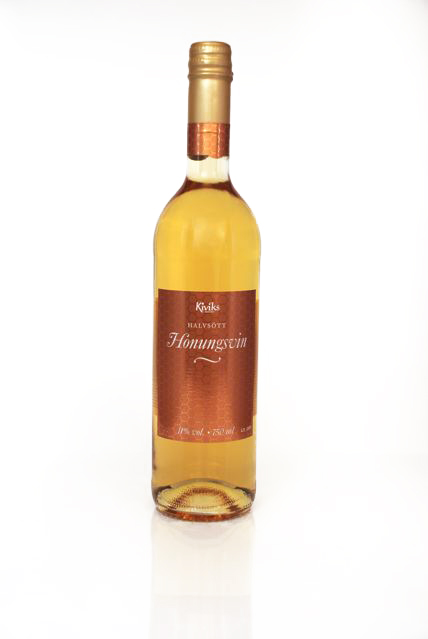 Kiviks
HALVSÖTT
Honungsvin
11% vol. • 750 ml